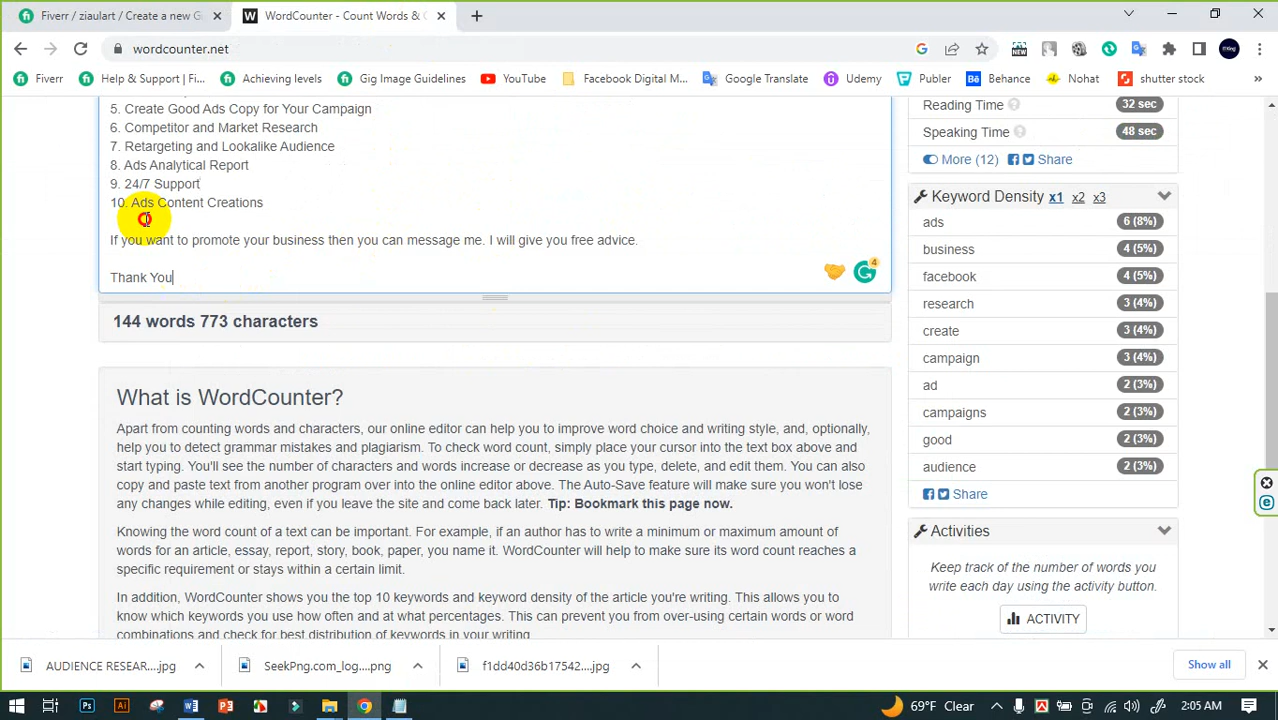 Fiverr / ziaulart / Create a new G
WordCounter - Count Words & C
wordcounter.net
Fiverr
Help & Support | Fi...
Achieving levels
Gig Image Guidelines
YouTube
Facebook Digital M...
Google Translate
Udemy
Publer
Behance
Nohat
shutter stock
5. Create Good Ads Copy for Your Campaign
6. Competitor and Market Research
7. Retargeting and Lookalike Audience
8. Ads Analytical Report
9. 24/7 Support
10. Ads Content Creations
If you want to promote your business then you can message me. I will give you free advice.
Thank You
4
144 words 773 characters
What is WordCounter?
Apart from counting words and characters, our online editor can help you to improve word choice and writing style, and, optionally,
help you to detect grammar mistakes and plagiarism. To check word count, simply place your cursor into the text box above and
start typing. You'll see the number of characters and words increase or decrease as you type, delete, and edit them. You can also
copy and paste text from another program over into the online editor above. The Auto-Save feature will make sure you won't lose
any changes while editing, even if you leave the site and come back later. Tip: Bookmark this page now.
Knowing the word count of a text can be important. For example, if an author has to write a minimum or maximum amount of
words for an article, essay, report, story, book, paper, you name it. WordCounter will help to make sure its word count reaches a
specific requirement or stays within a certain limit.
In addition, WordCounter shows you the top 10 keywords and keyword density of the article you're writing. This allows you to
know which keywords you use how often and at what percentages. This can prevent you from over-using certain words or word
combinations and check for best distribution of keywords in your writing
Reading Time 32 sec
Speaking Time 48 sec
More (12) Share
Keyword Density x1 x2 x3
ads 6 (8%)
business 4 (5%)
facebook 4 (5%)
research 3 (4%)
create 3 (4%)
campaign 3 (4%)
ad 2 (3%)
campaigns 2 (3%)
good 2 (3%)
audience 2 (3%)
Share
Activities
Keep track of the number of words you
write each day using the activity button.
ACTIVITY
AUDIENCE RESEAR....jpg
SeekPng.com_log....png
f1dd40d36b17542....jpg
Show all
69°F Clear
2:05 AM